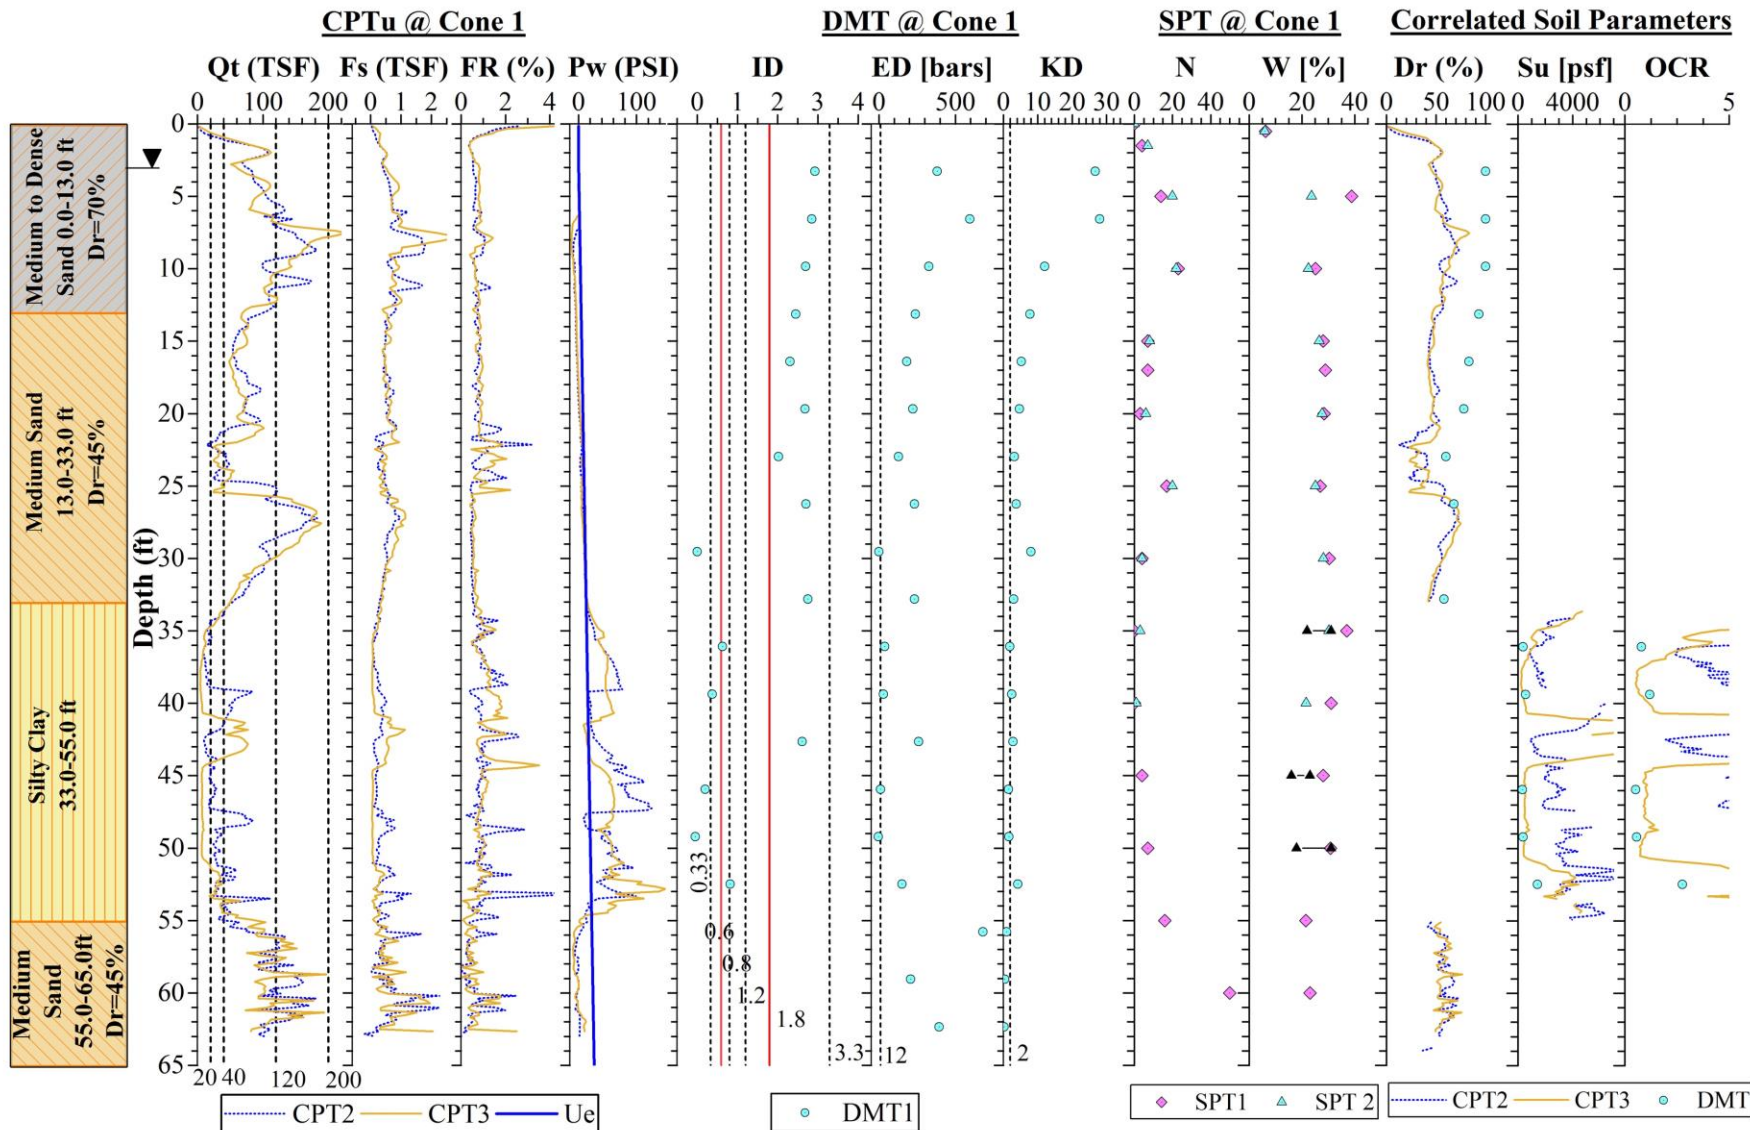 CPTu @ Cone 1 DMT @ Cone 1 SPT @ Cone 1 Correlated Soil Parameters
Qt (TSF) Fs (TSF) FR (%) Pw (PSI) ID ED [bars] KD N W [%] Dr (%) Su [psf] OCR
0 100 200 0 1 2 0 2 4 0 100 0 1 2 3 4 0 500 0 10 20 30 0 20 40 0 20 40 0 50 100 0 4000 0 5
Medium to Dense
Sand 0.0-13.0 ft
Dr=70%
Medium Sand
13.0-33.0 ft
Dr=45%
Silty Clay
33.0-55.0 ft
Medium
Sand
55.0-65.0ft
Dr=45%
Depth (ft)
0
5
10
15
20
25
30
35
40
45
50
55
60
65
20 40 120 200
0.33
0.6
0.8
1.2
1.8
3.3
12
2
CPT2 CPT3 Ue
DMT1
SPT1 SPT 2
CPT2 CPT3 DMT